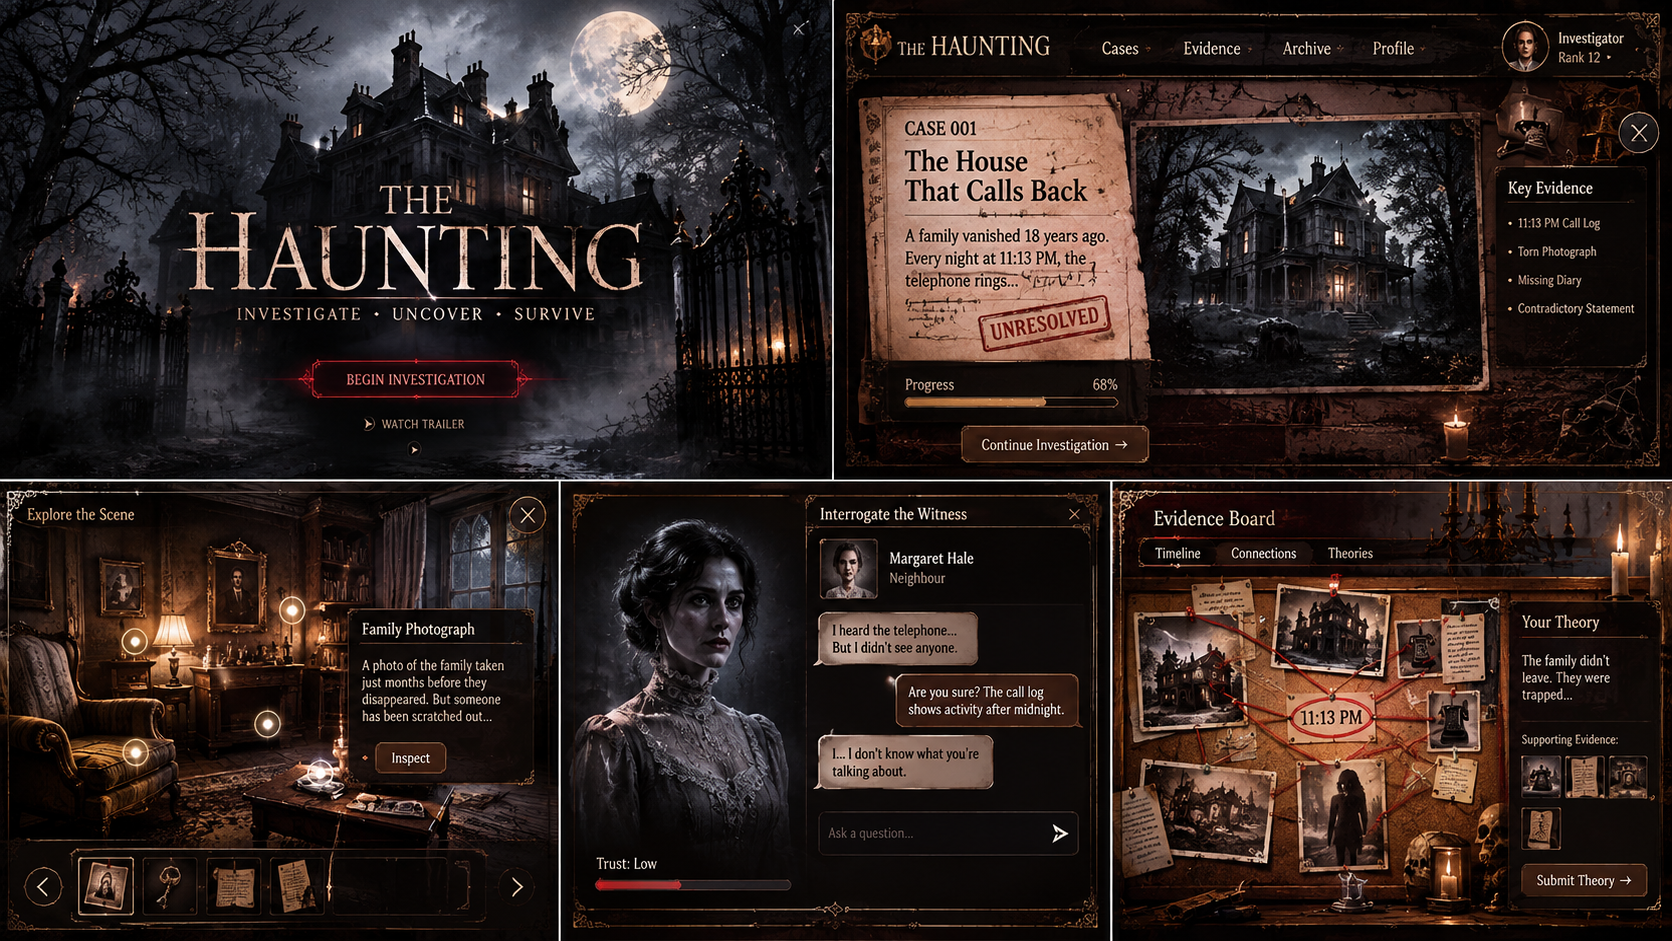 THE
HAUNTING
INVESTIGATE • UNCOVER • SURVIVE
BEGIN INVESTIGATION
WATCH TRAILER
THE HAUNTING
Cases
Evidence
Archive
Profile
Investigator
Rank 12
CASE 001
The House
That Calls Back
A family vanished 18 years ago.
Every night at 11:13 PM, the
telephone rings...
UNRESOLVED
Progress
68%
Continue Investigation →
Key Evidence
• 11:13 PM Call Log
• Torn Photograph
• Missing Diary
• Contradictory Statement
Explore the Scene
Family Photograph
A photo of the family taken
just months before they
disappeared. But someone
has been scratched out...
Inspect
Interrogate the Witness
Margaret Hale
Neighbour
I heard the telephone...
But I didn't see anyone.
Are you sure? The call log
shows activity after midnight.
I... I don't know what you're
talking about.
Ask a question...
Trust: Low
Evidence Board
Timeline
Connections
Theories
11:13 PM
Your Theory
The family didn't
leave. They were
trapped...
Supporting Evidence:
Submit Theory →